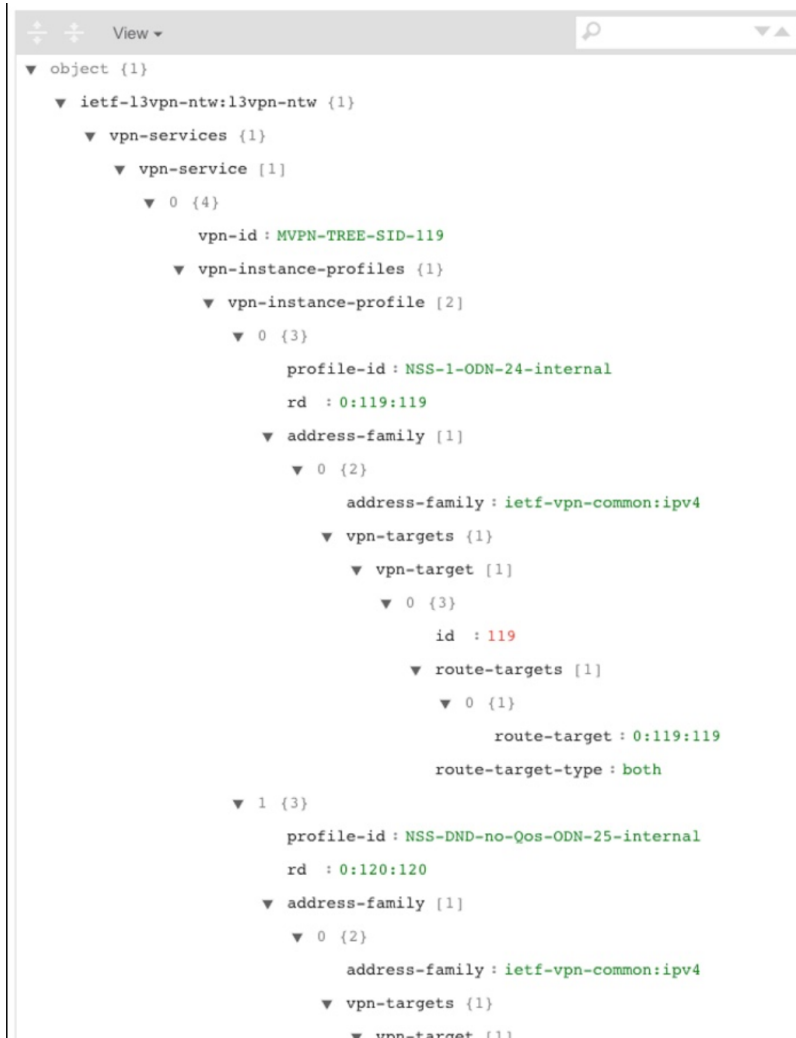 View
object {1}
ietf-l3vpn-ntw:l3vpn-ntw {1}
vpn-services {1}
vpn-service [1]
0 {4}
vpn-id : MVPN-TREE-SID-119
vpn-instance-profiles {1}
vpn-instance-profile [2]
0 {3}
profile-id : NSS-1-ODN-24-internal
rd : 0:119:119
address-family [1]
0 {2}
address-family : ietf-vpn-common:ipv4
vpn-targets {1}
vpn-target [1]
0 {3}
id : 119
route-targets [1]
0 {1}
route-target : 0:119:119
route-target-type : both
1 {3}
profile-id : NSS-DND-no-Qos-ODN-25-internal
rd : 0:120:120
address-family [1]
0 {2}
address-family : ietf-vpn-common:ipv4
vpn-targets {1}
vpn-target [1]